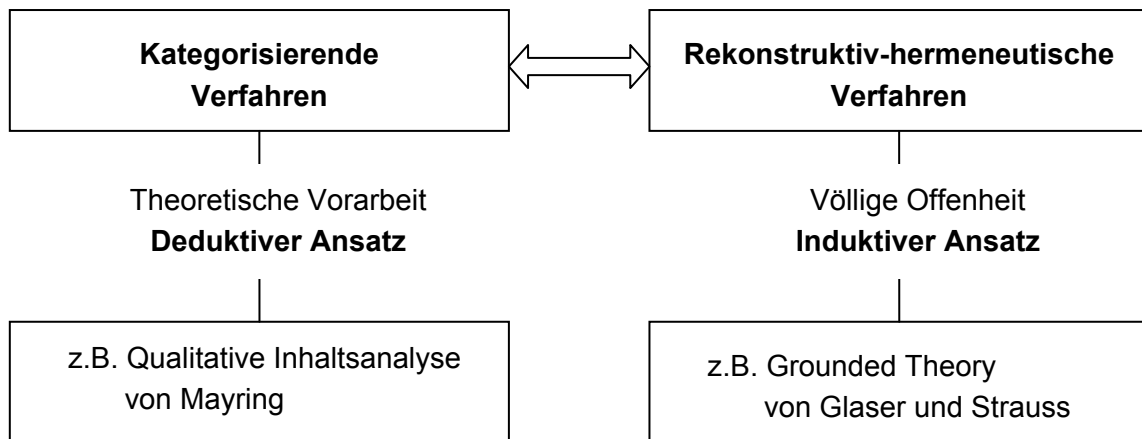 Kategorisierende
Verfahren
Rekonstruktiv-hermeneutische
Verfahren
Theoretische Vorarbeit
Deduktiver Ansatz
Völlige Offenheit
Induktiver Ansatz
z.B. Qualitative Inhaltsanalyse
von Mayring
z.B. Grounded Theory
von Glaser und Strauss